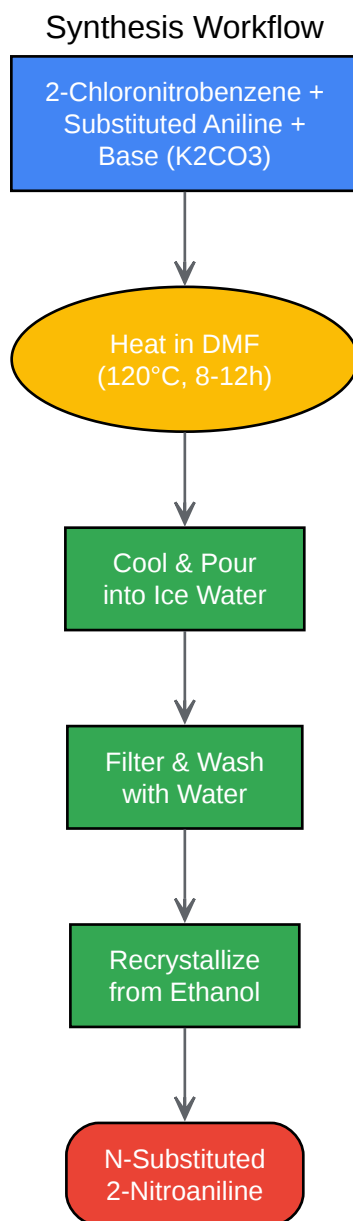 Synthesis Workflow
2-Chloronitrobenzene +
Substituted Aniline +
Base (K2CO3)
Heat in DMF
(120°C, 8-12h)
Cool & Pour
into Ice Water
Filter & Wash
with Water
Recrystallize
from Ethanol
N-Substituted
2-Nitroaniline